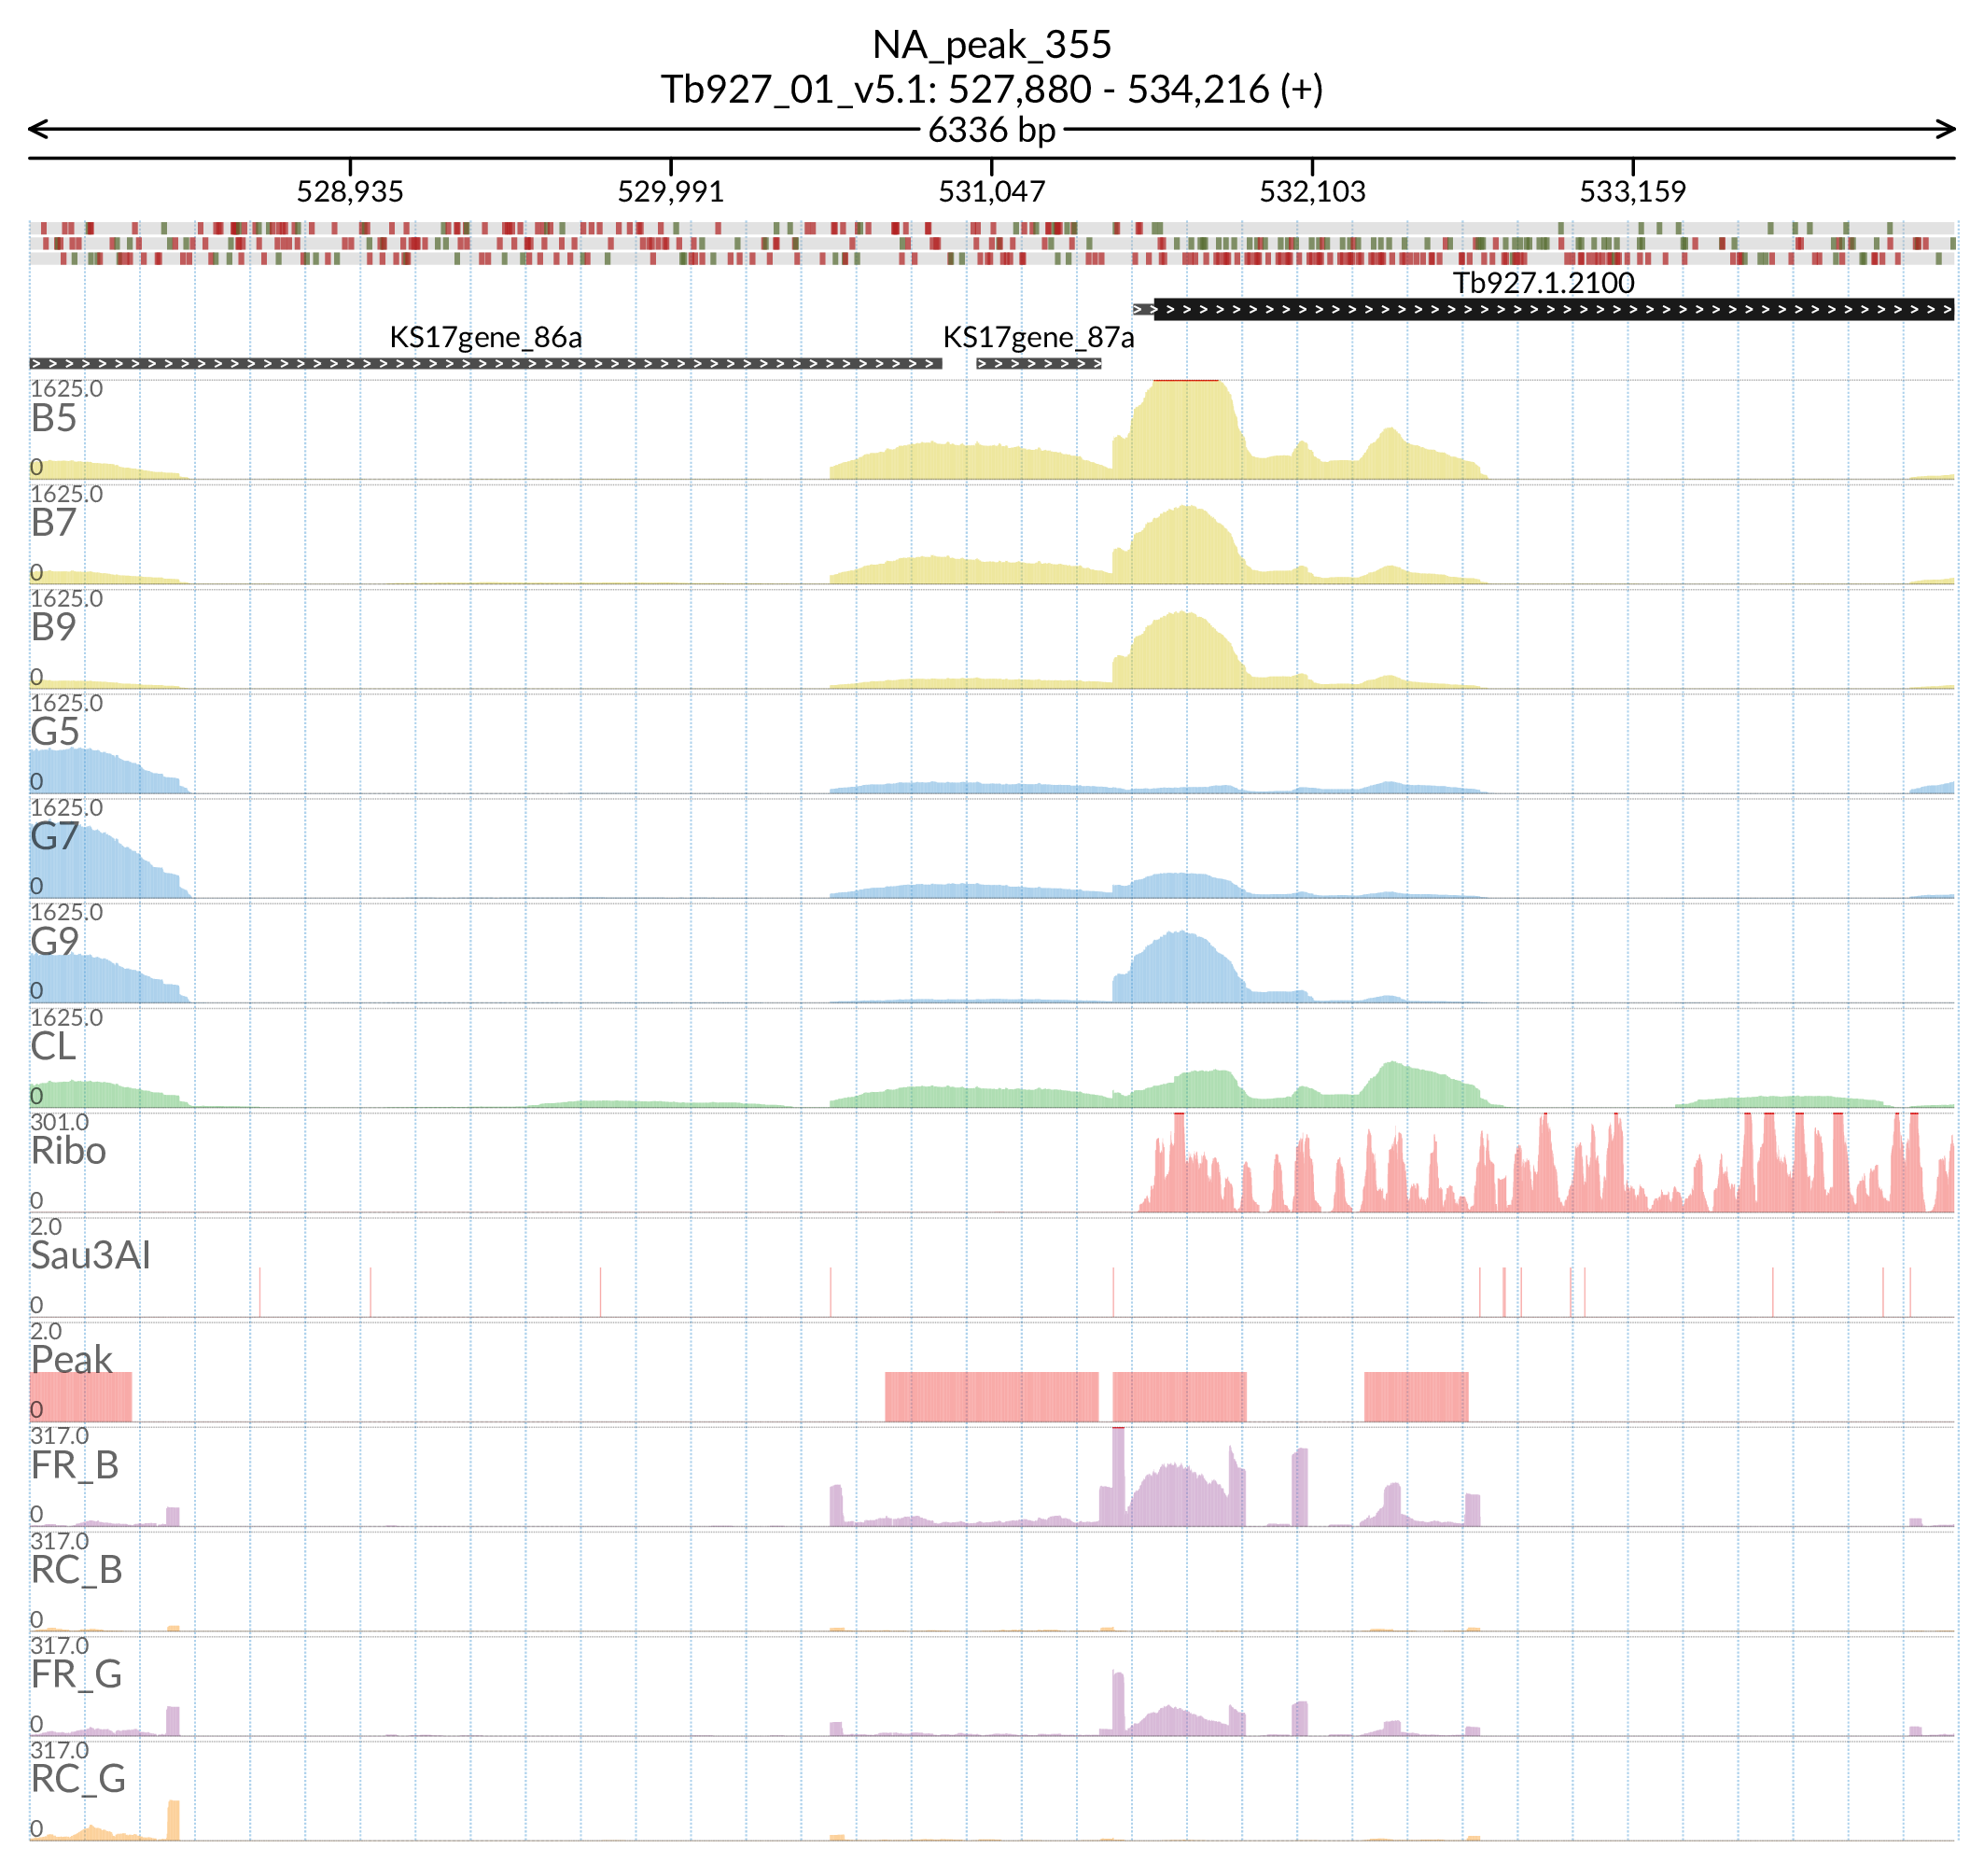 NA_peak_355
Tb927_01_v5.1: 527,880 - 534,216 (+)
6336 bp
528,935 529,991 531,047 532,103 533,159
Tb927.1.2100
KS17gene_86a KS17gene_87a
1625.0
B5
0
1625.0
B7
0
1625.0
B9
0
1625.0
G5
0
1625.0
G7
0
1625.0
G9
0
1625.0
CL
0
301.0
Ribo
0
2.0
Sau3AI
0
2.0
Peak
0
317.0
FR_B
0
317.0
RC_B
0
317.0
FR_G
0
317.0
RC_G
0